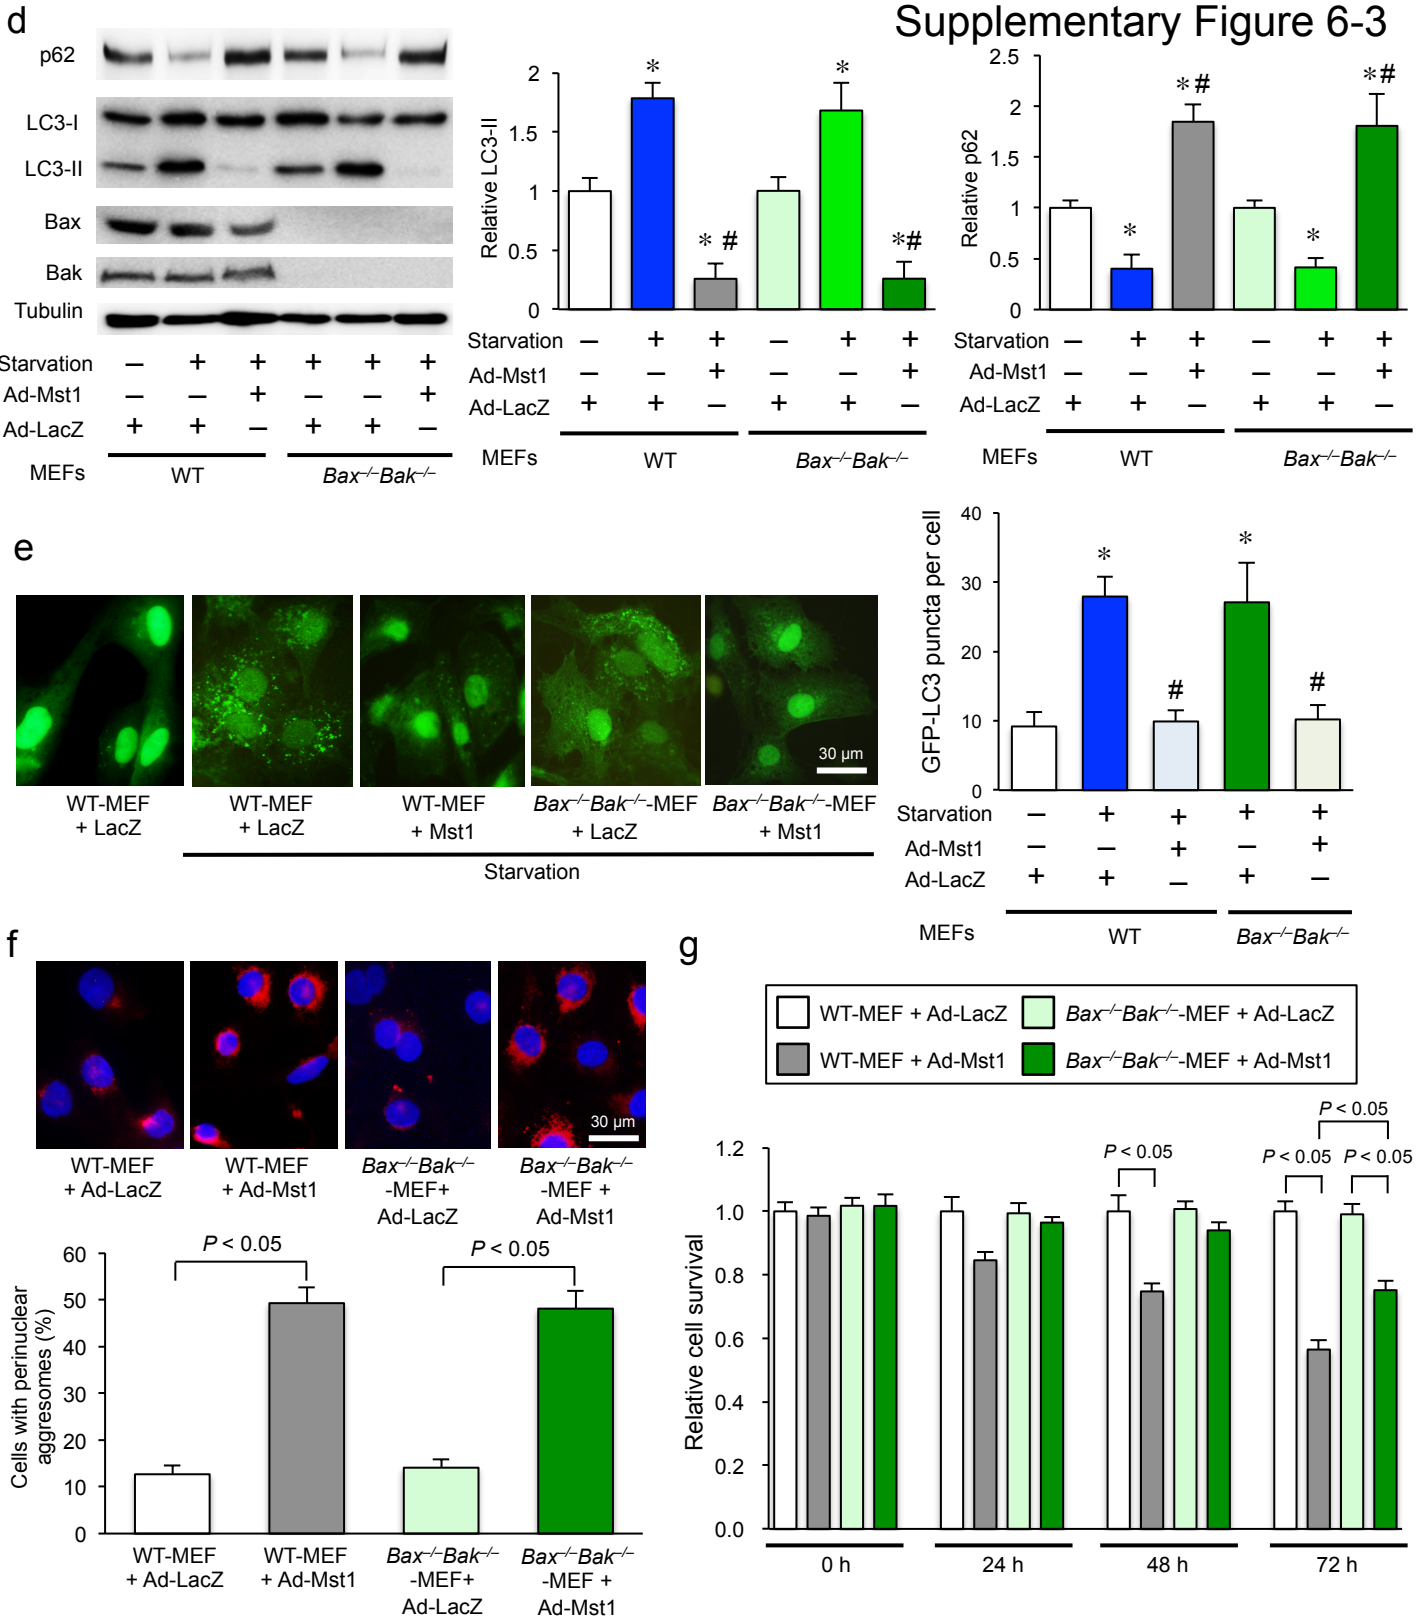 Supplementary Figure 6-3
d
p62
LC3-I
LC3-II
Bax
Bak
Tubulin
Starvation – + + + + +
Ad-Mst1 – – + – – +
Ad-LacZ + + – + + –
MEFs WT Bax–/–Bak–/–
Relative LC3-II
2
1.5
1
0.5
0
* * * # *#
Starvation – + + – + +
Ad-Mst1 – – + – – +
Ad-LacZ + + – + + –
MEFs WT Bax–/–Bak–/–
Relative p62
2.5
2
1.5
1
0.5
0
* *# * *#
Starvation – + + – + +
Ad-Mst1 – – + – – +
Ad-LacZ + + – + + –
MEFs WT Bax–/–Bak–/–
e
30 µm
WT-MEF + LacZ
WT-MEF + LacZ
WT-MEF + Mst1
Bax–/–Bak–/–-MEF + LacZ
Bax–/–Bak–/–-MEF + Mst1
Starvation
GFP-LC3 puncta per cell
40
30
20
10
0
* # * #
Starvation – + + + +
Ad-Mst1 – – + – +
Ad-LacZ + + – + –
MEFs WT Bax–/–Bak–/–
f
30 µm
WT-MEF + Ad-LacZ
WT-MEF + Ad-Mst1
Bax–/–Bak–/– -MEF+ Ad-LacZ
Bax–/–Bak–/– -MEF + Ad-Mst1
Cells with perinuclear aggresomes (%)
60
50
40
30
20
10
0
P < 0.05
P < 0.05
WT-MEF + Ad-LacZ
WT-MEF + Ad-Mst1
Bax–/–Bak–/– -MEF+ Ad-LacZ
Bax–/–Bak–/– -MEF + Ad-Mst1
g
WT-MEF + Ad-LacZ
Bax–/–Bak–/–-MEF + Ad-LacZ
WT-MEF + Ad-Mst1
Bax–/–Bak–/–-MEF + Ad-Mst1
Relative cell survival
1.2
1.0
0.8
0.6
0.4
0.2
0.0
P < 0.05
P < 0.05
P < 0.05
P < 0.05
0 h
24 h
48 h
72 h